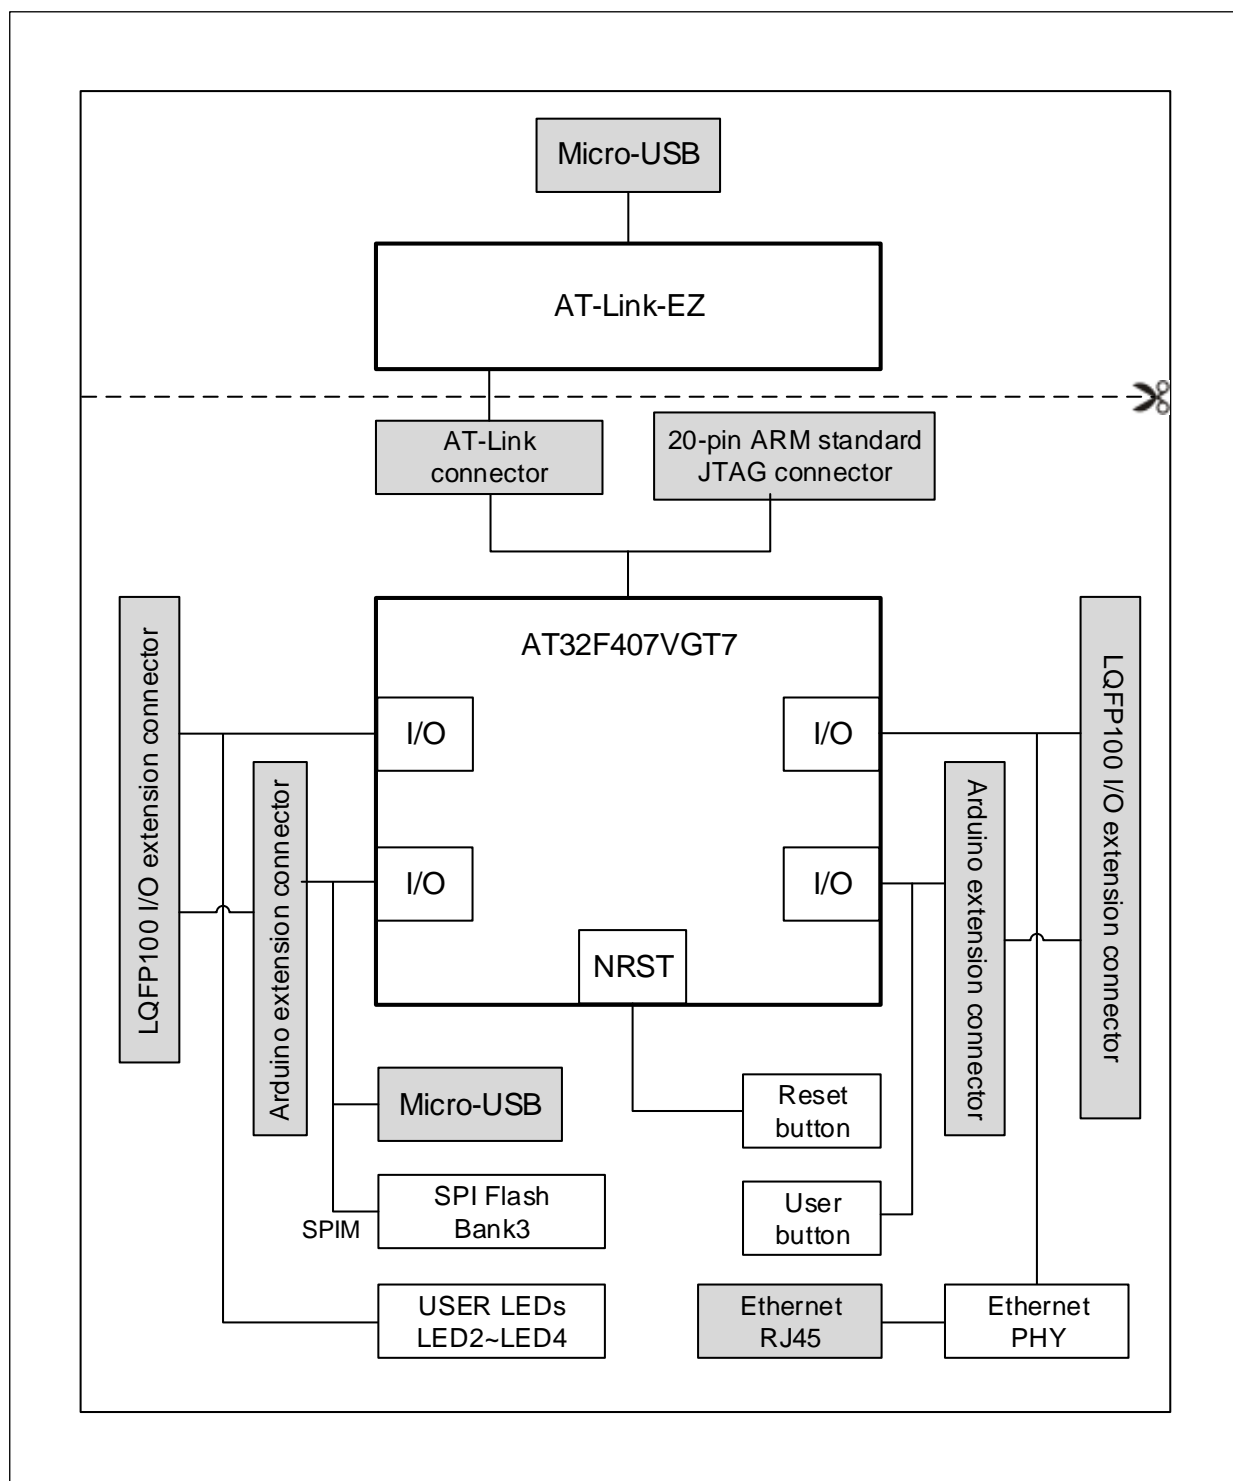 Micro-USB
AT-Link-EZ
AT-Link
connector
20-pin ARM standard
JTAG connector
AT32F407VGT7
LQFP100 I/O extension connector
Arduino extension connector
I/O
I/O
I/O
I/O
NRST
Arduino extension connector
LQFP100 I/O extension connector
Micro-USB
Reset
button
SPI Flash
Bank3
SPIM
User
button
USER LEDs
LED2~LED4
Ethernet
RJ45
Ethernet
PHY